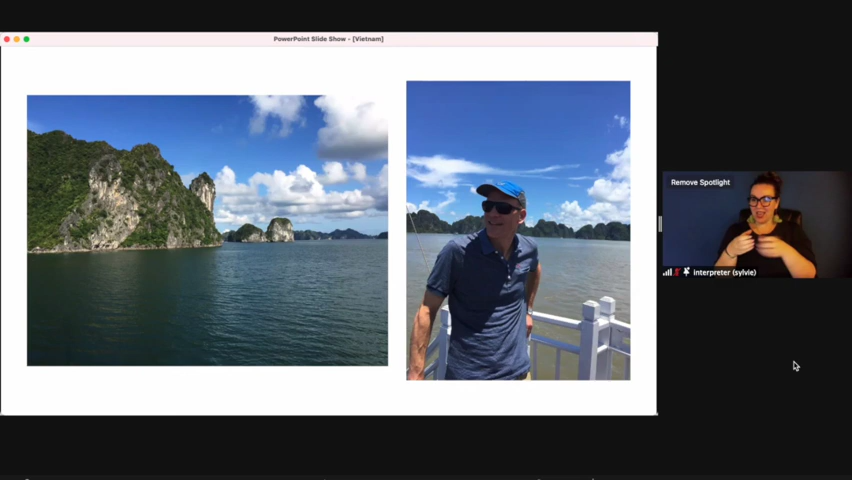 PowerPoint Slide Show - [Vietnam]
Remove Spotlight
interpreter (sylvie)